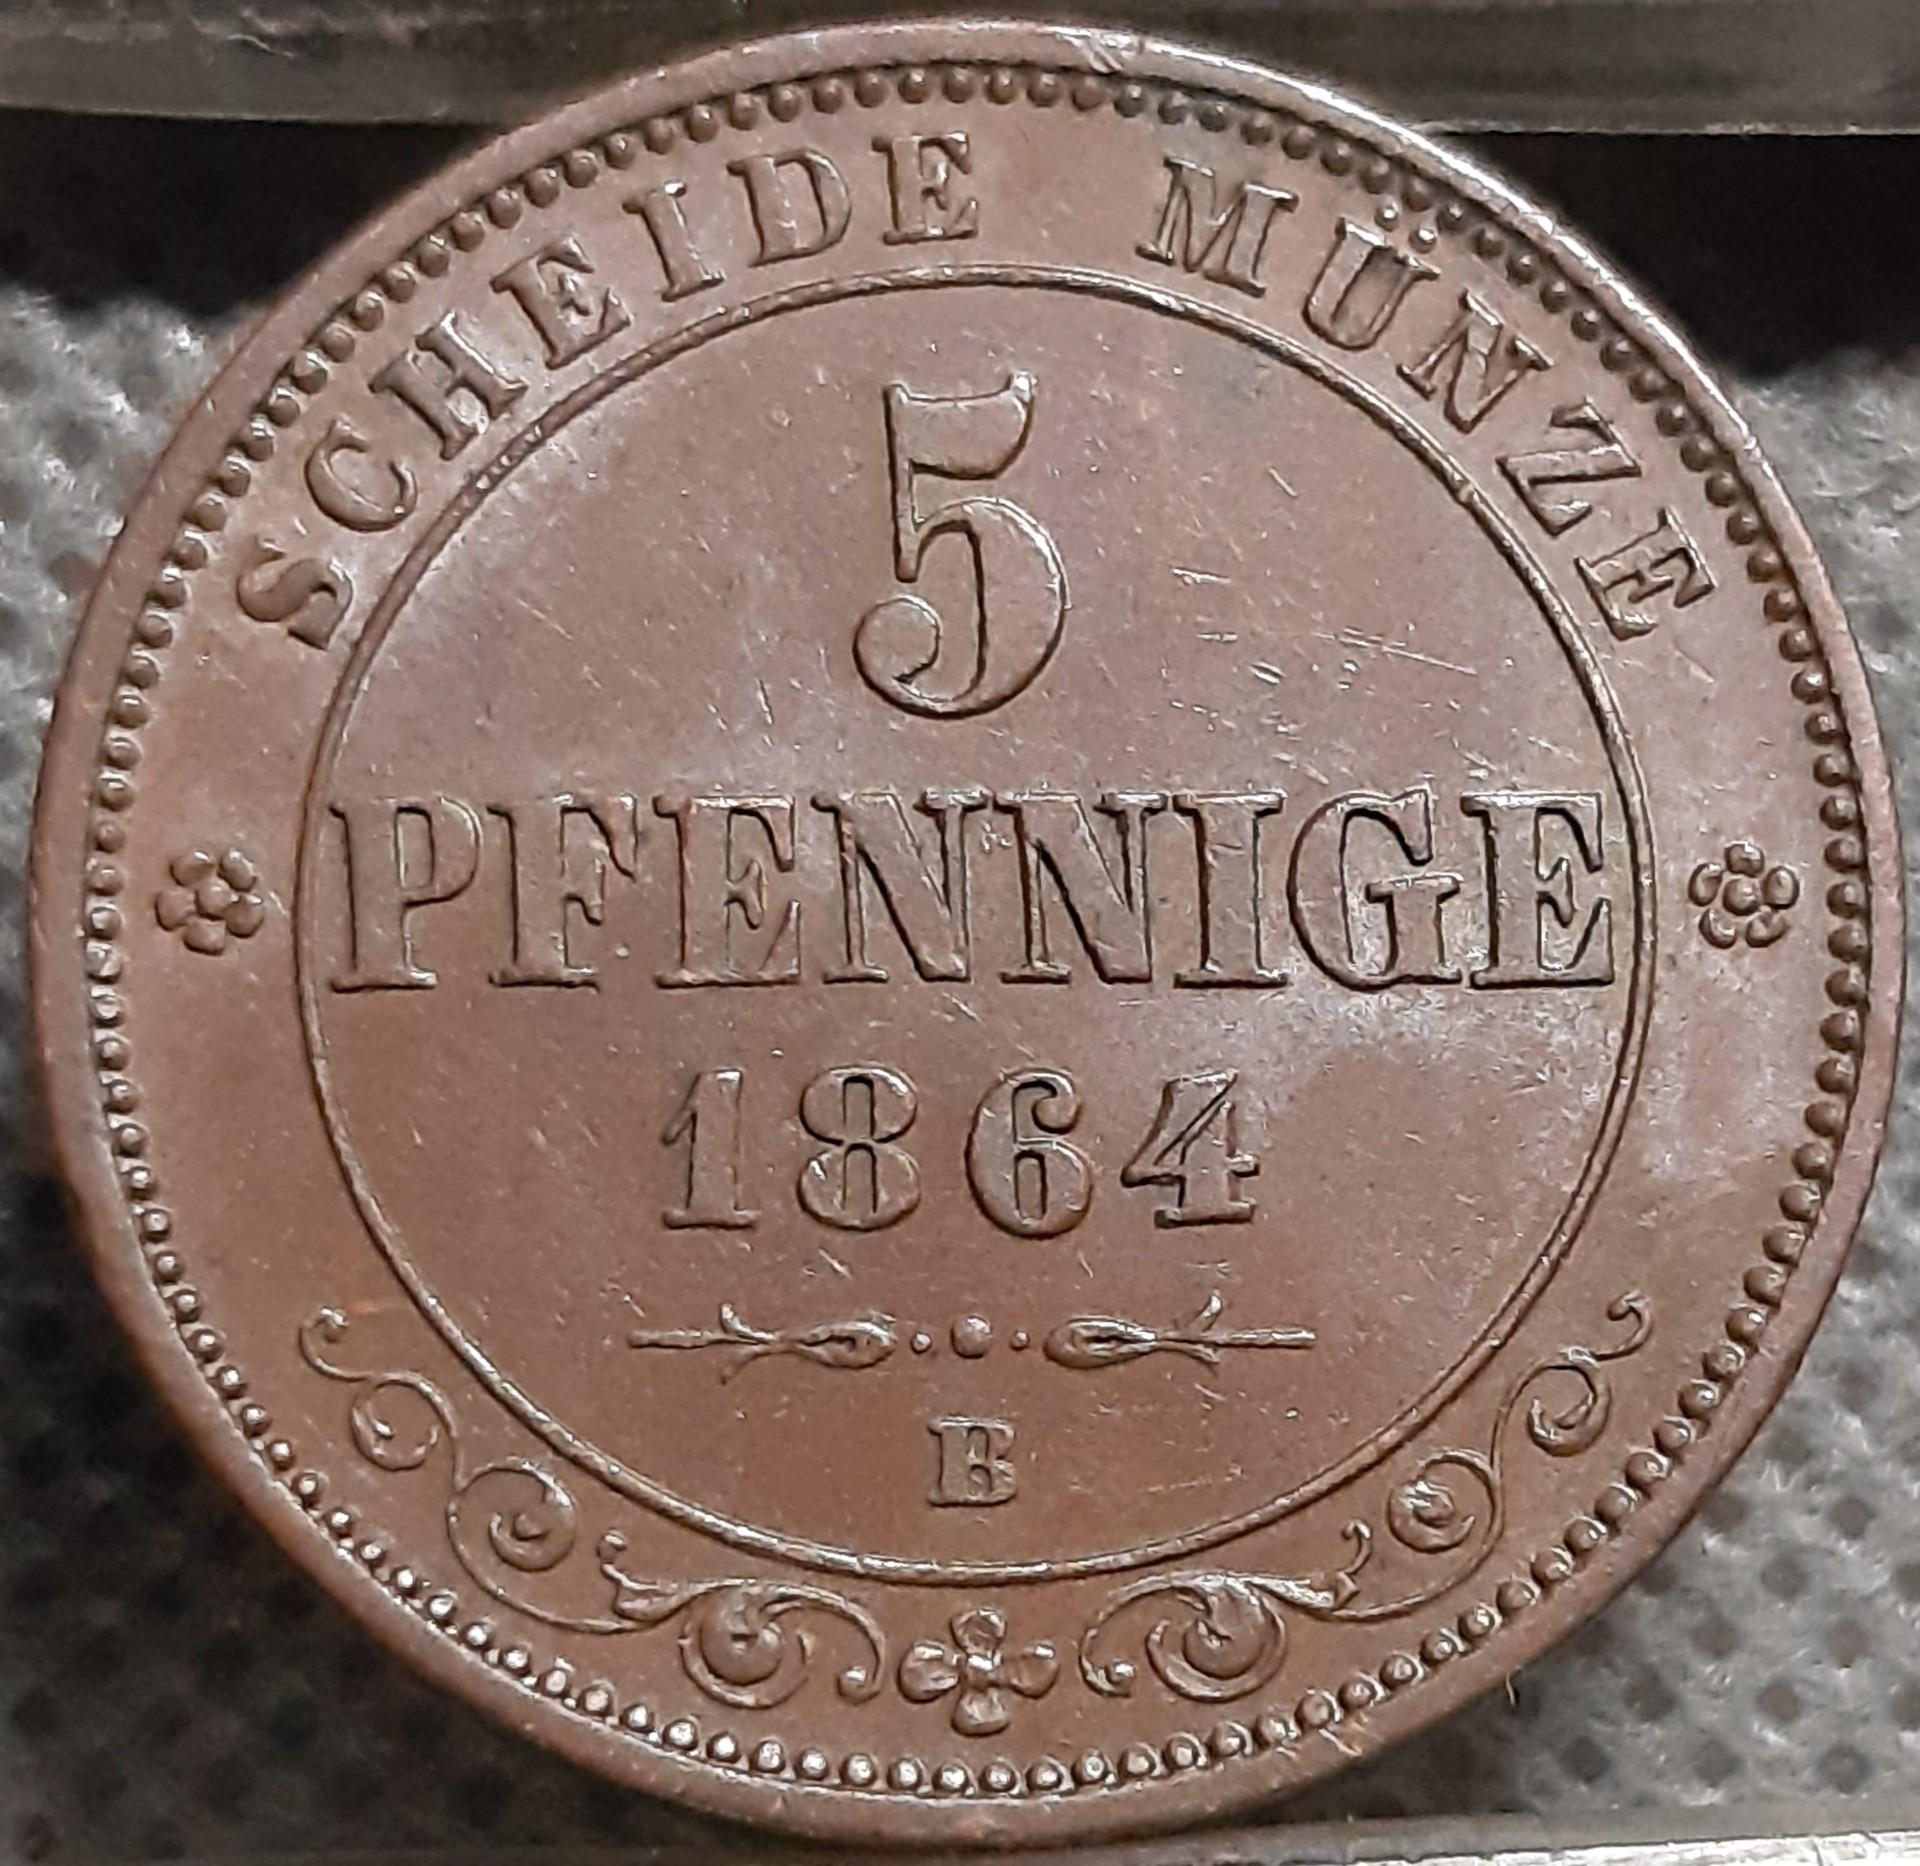 SCHEIDE MÜNZE
5
PFENNIGE
1864
B